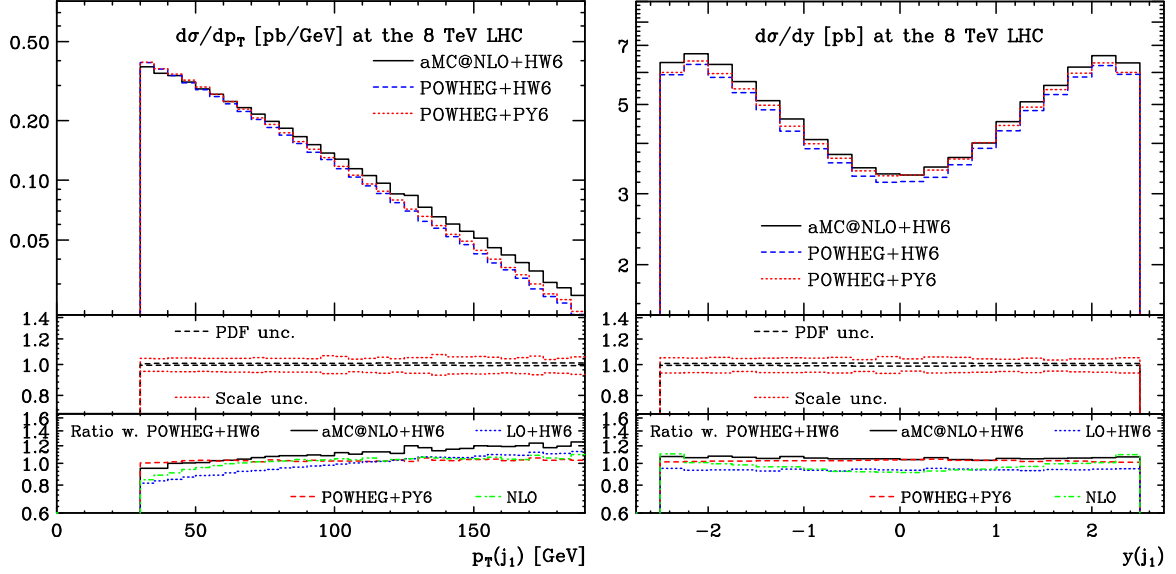 dσ/dp_T [pb/GeV] at the 8 TeV LHC
aMC@NLO+HW6
POWHEG+HW6
POWHEG+PY6
0.50
0.20
0.10
0.05
PDF unc.
Scale unc.
1.4
1.2
1.0
0.8
Ratio w. POWHEG+HW6 aMC@NLO+HW6 LO+HW6
POWHEG+PY6 NLO
1.6
1.4
1.2
1.0
0.8
0.6
0 50 100 150
p_T(j_1) [GeV]
dσ/dy [pb] at the 8 TeV LHC
7
5
3
2
aMC@NLO+HW6
POWHEG+HW6
POWHEG+PY6
PDF unc.
Scale unc.
1.4
1.2
1.0
0.8
Ratio w. POWHEG+HW6 aMC@NLO+HW6 LO+HW6
POWHEG+PY6 NLO
1.6
1.4
1.2
1.0
0.8
0.6
−2 −1 0 1 2
y(j_1)